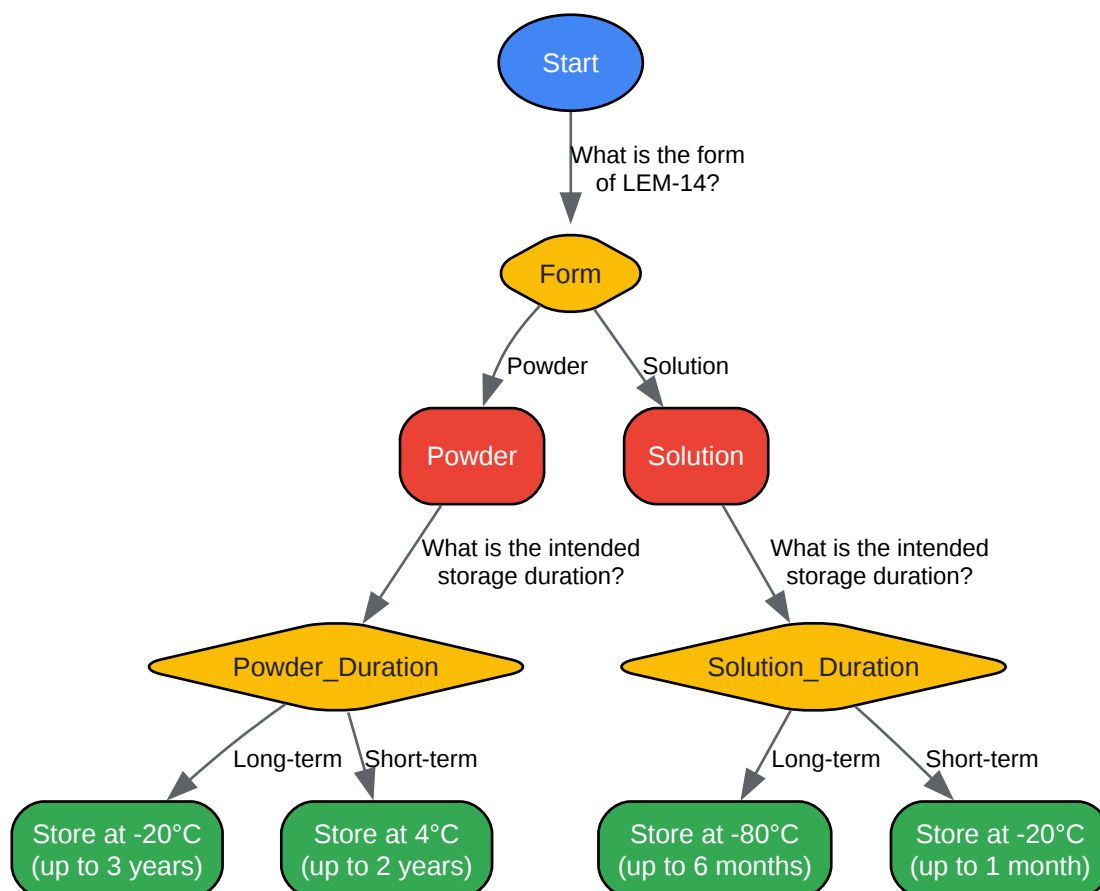 Start
What is the form
of LEM-14?
Form
Powder
Solution
Powder
Solution
What is the intended
storage duration?
What is the intended
storage duration?
Powder_Duration
Solution_Duration
Long-term
Short-term
Long-term
Short-term
Store at -20°C
(up to 3 years)
Store at 4°C
(up to 2 years)
Store at -80°C
(up to 6 months)
Store at -20°C
(up to 1 month)